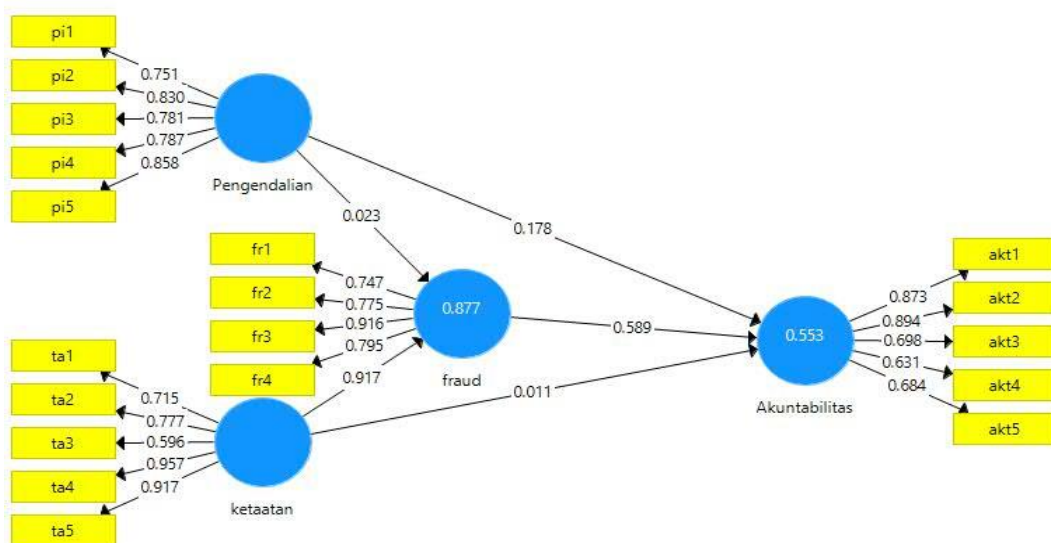 pi1
pi2
pi3
pi4
pi5
0.751
0.830
0.781
0.787
0.858
Pengendalian
0.023
0.178
fr1
fr2
fr3
fr4
0.747
0.775
0.916
0.795
0.877
fraud
0.589
0.917
0.011
ta1
ta2
ta3
ta4
ta5
0.715
0.777
0.596
0.957
0.917
ketaatan
0.553
Akuntabilitas
0.873
0.894
0.698
0.631
0.684
akt1
akt2
akt3
akt4
akt5